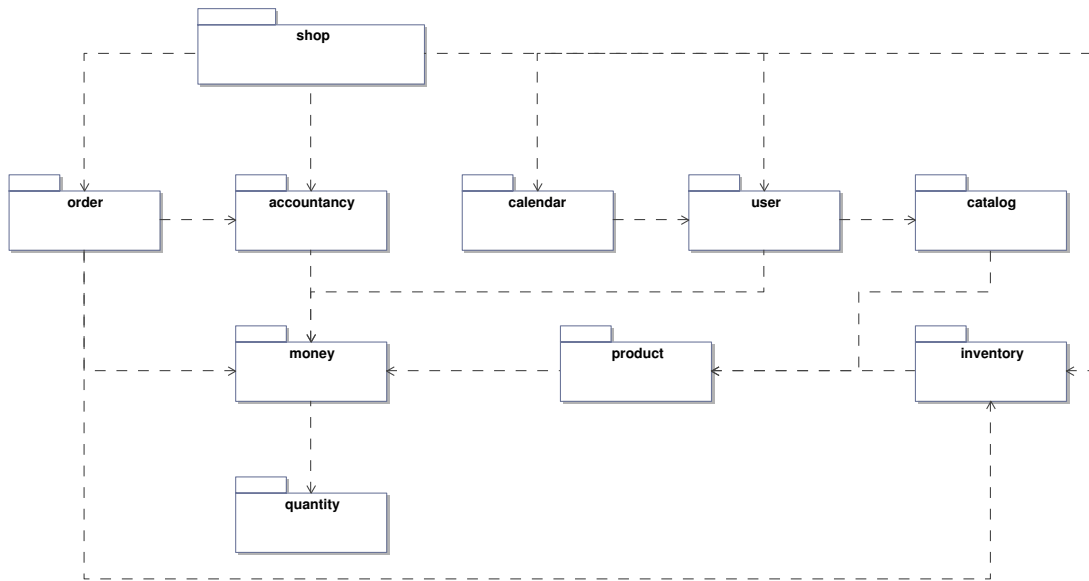 shop
order
accountancy
calendar
user
catalog
money
product
inventory
quantity